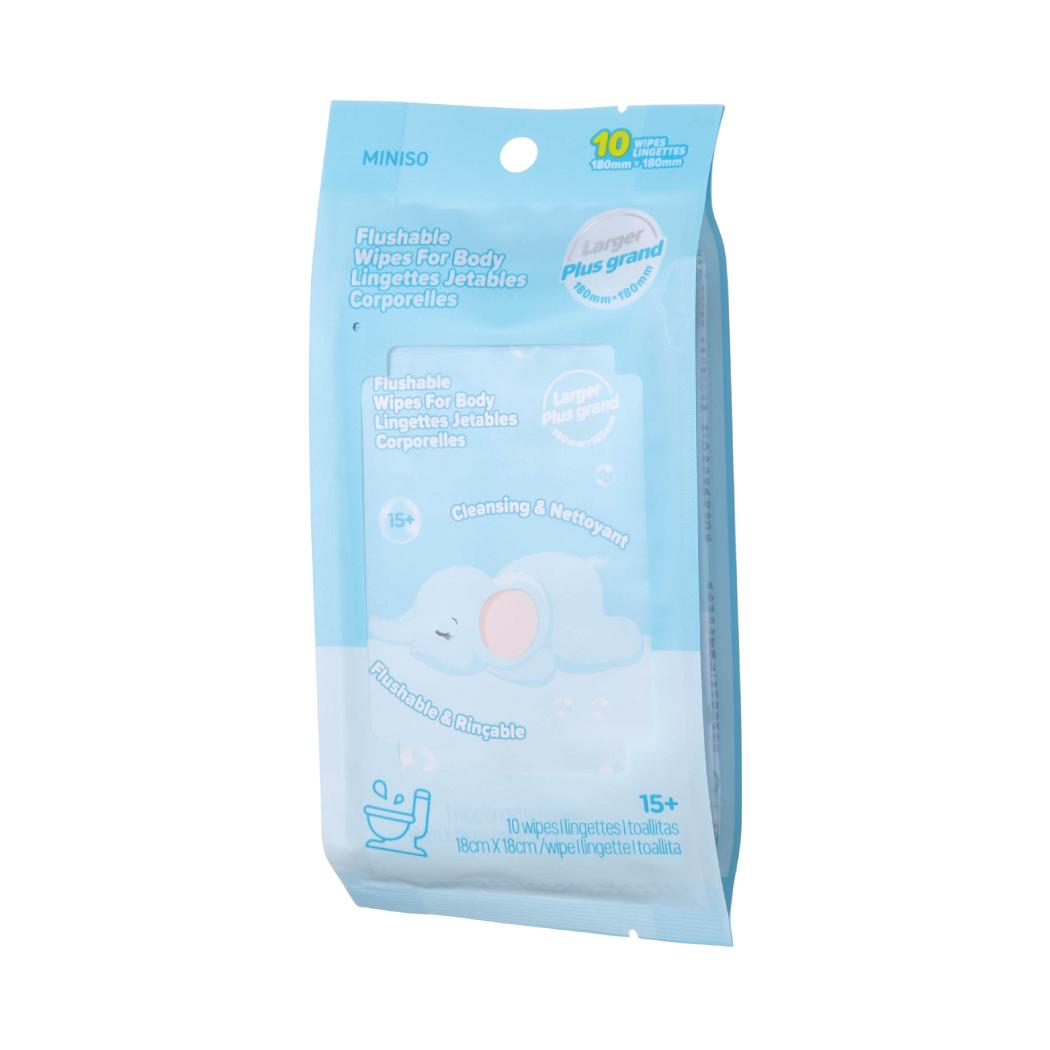 MINISO
10 WIPES
LINGETTES
180mm × 180mm
Flushable
Wipes For Body
Lingettes Jetables
Corporelles
Larger
Plus grand
180mm×180mm
Flushable
Wipes For Body
Lingettes Jetables
Corporelles
Larger
Plus grand
180mm×180mm
15+
Cleansing & Nettoyant
Flushable & Rinçable
15+
10 wipes|lingettes|toallitas
18cm X 18cm /wipe|lingette|toallita